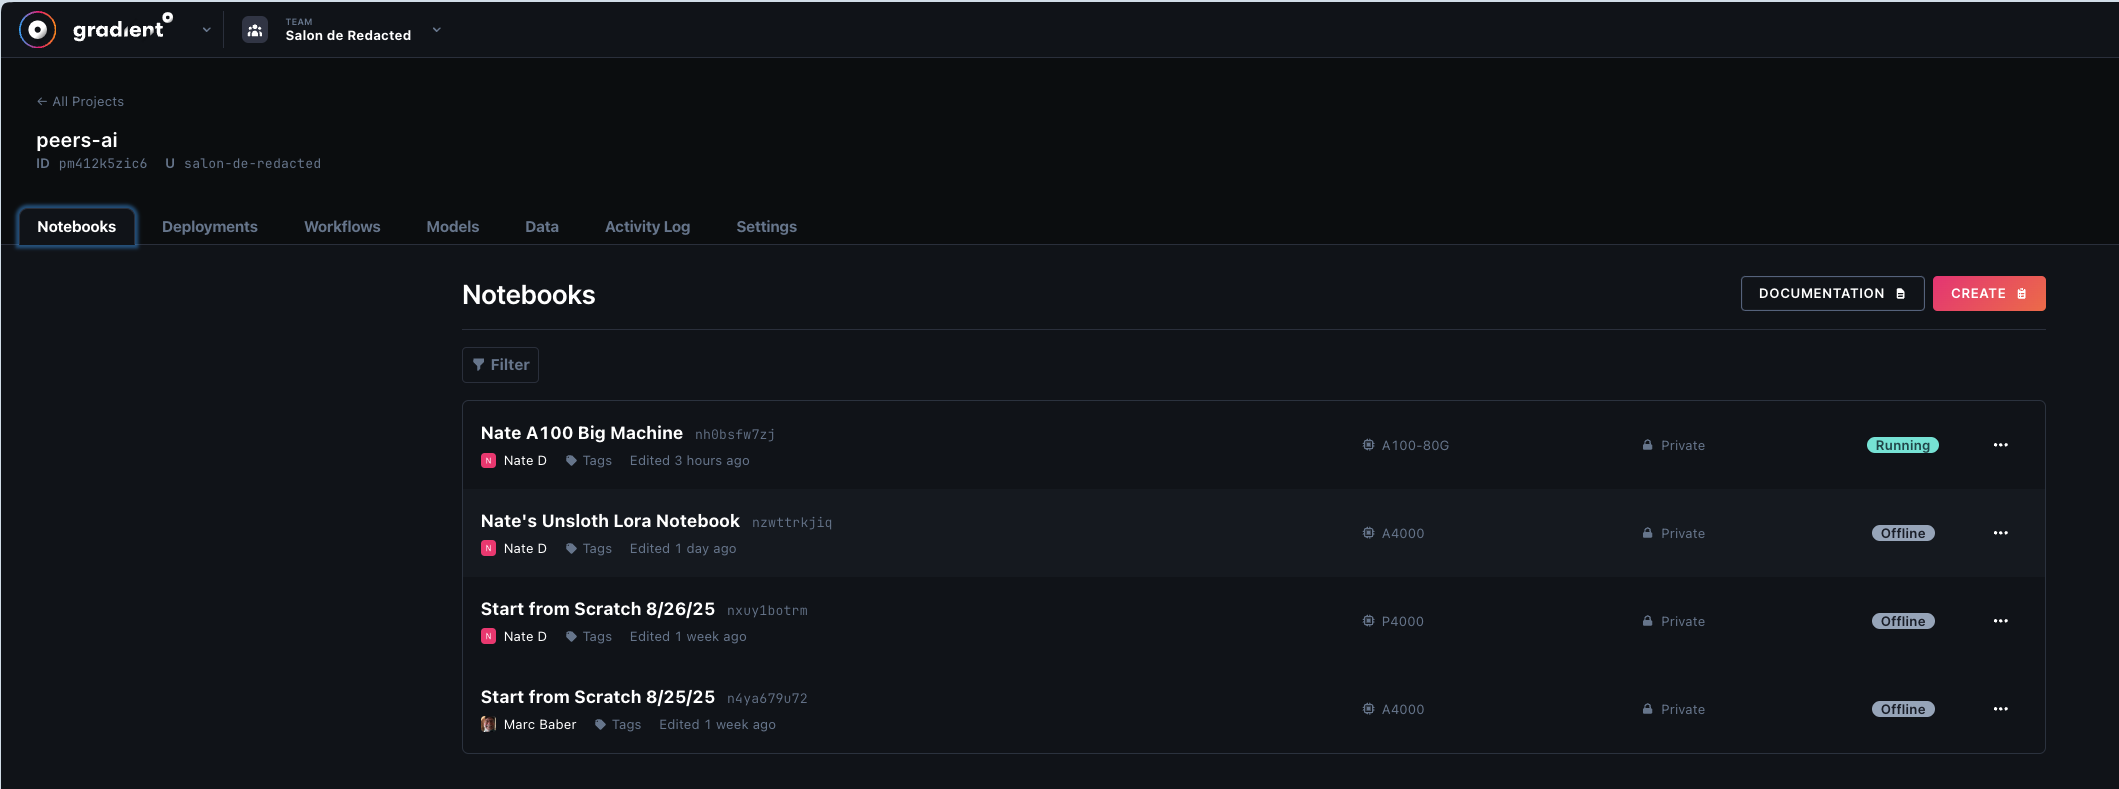 gradient
TEAM
Salon de Redacted
← All Projects
peers-ai
ID pm412k5zic6 U salon-de-redacted
Notebooks Deployments Workflows Models Data Activity Log Settings
Notebooks
DOCUMENTATION CREATE
Filter
Nate A100 Big Machine nh0bsfw7zj
N Nate D Tags Edited 3 hours ago
A100-80G Private Running
Nate's Unsloth Lora Notebook nzwttrkjiq
N Nate D Tags Edited 1 day ago
A4000 Private Offline
Start from Scratch 8/26/25 nxuy1botrm
N Nate D Tags Edited 1 week ago
P4000 Private Offline
Start from Scratch 8/25/25 n4ya679u72
Marc Baber Tags Edited 1 week ago
A4000 Private Offline